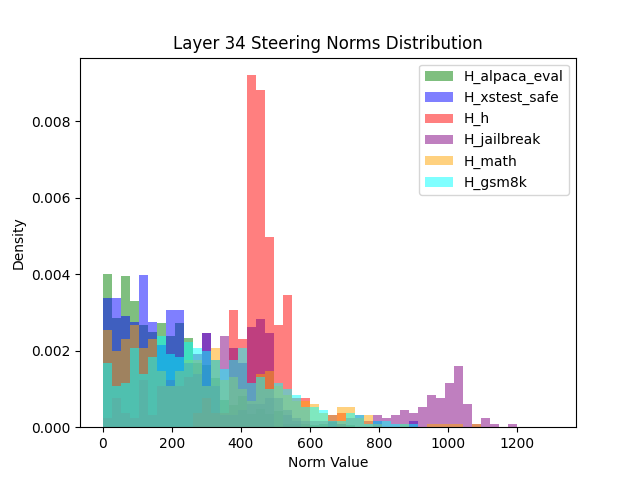 Layer 34 Steering Norms Distribution
H_alpaca_eval
H_xstest_safe
H_h
H_jailbreak
H_math
H_gsm8k
Density
0.008
0.006
0.004
0.002
0.000
0 200 400 600 800 1000 1200
Norm Value